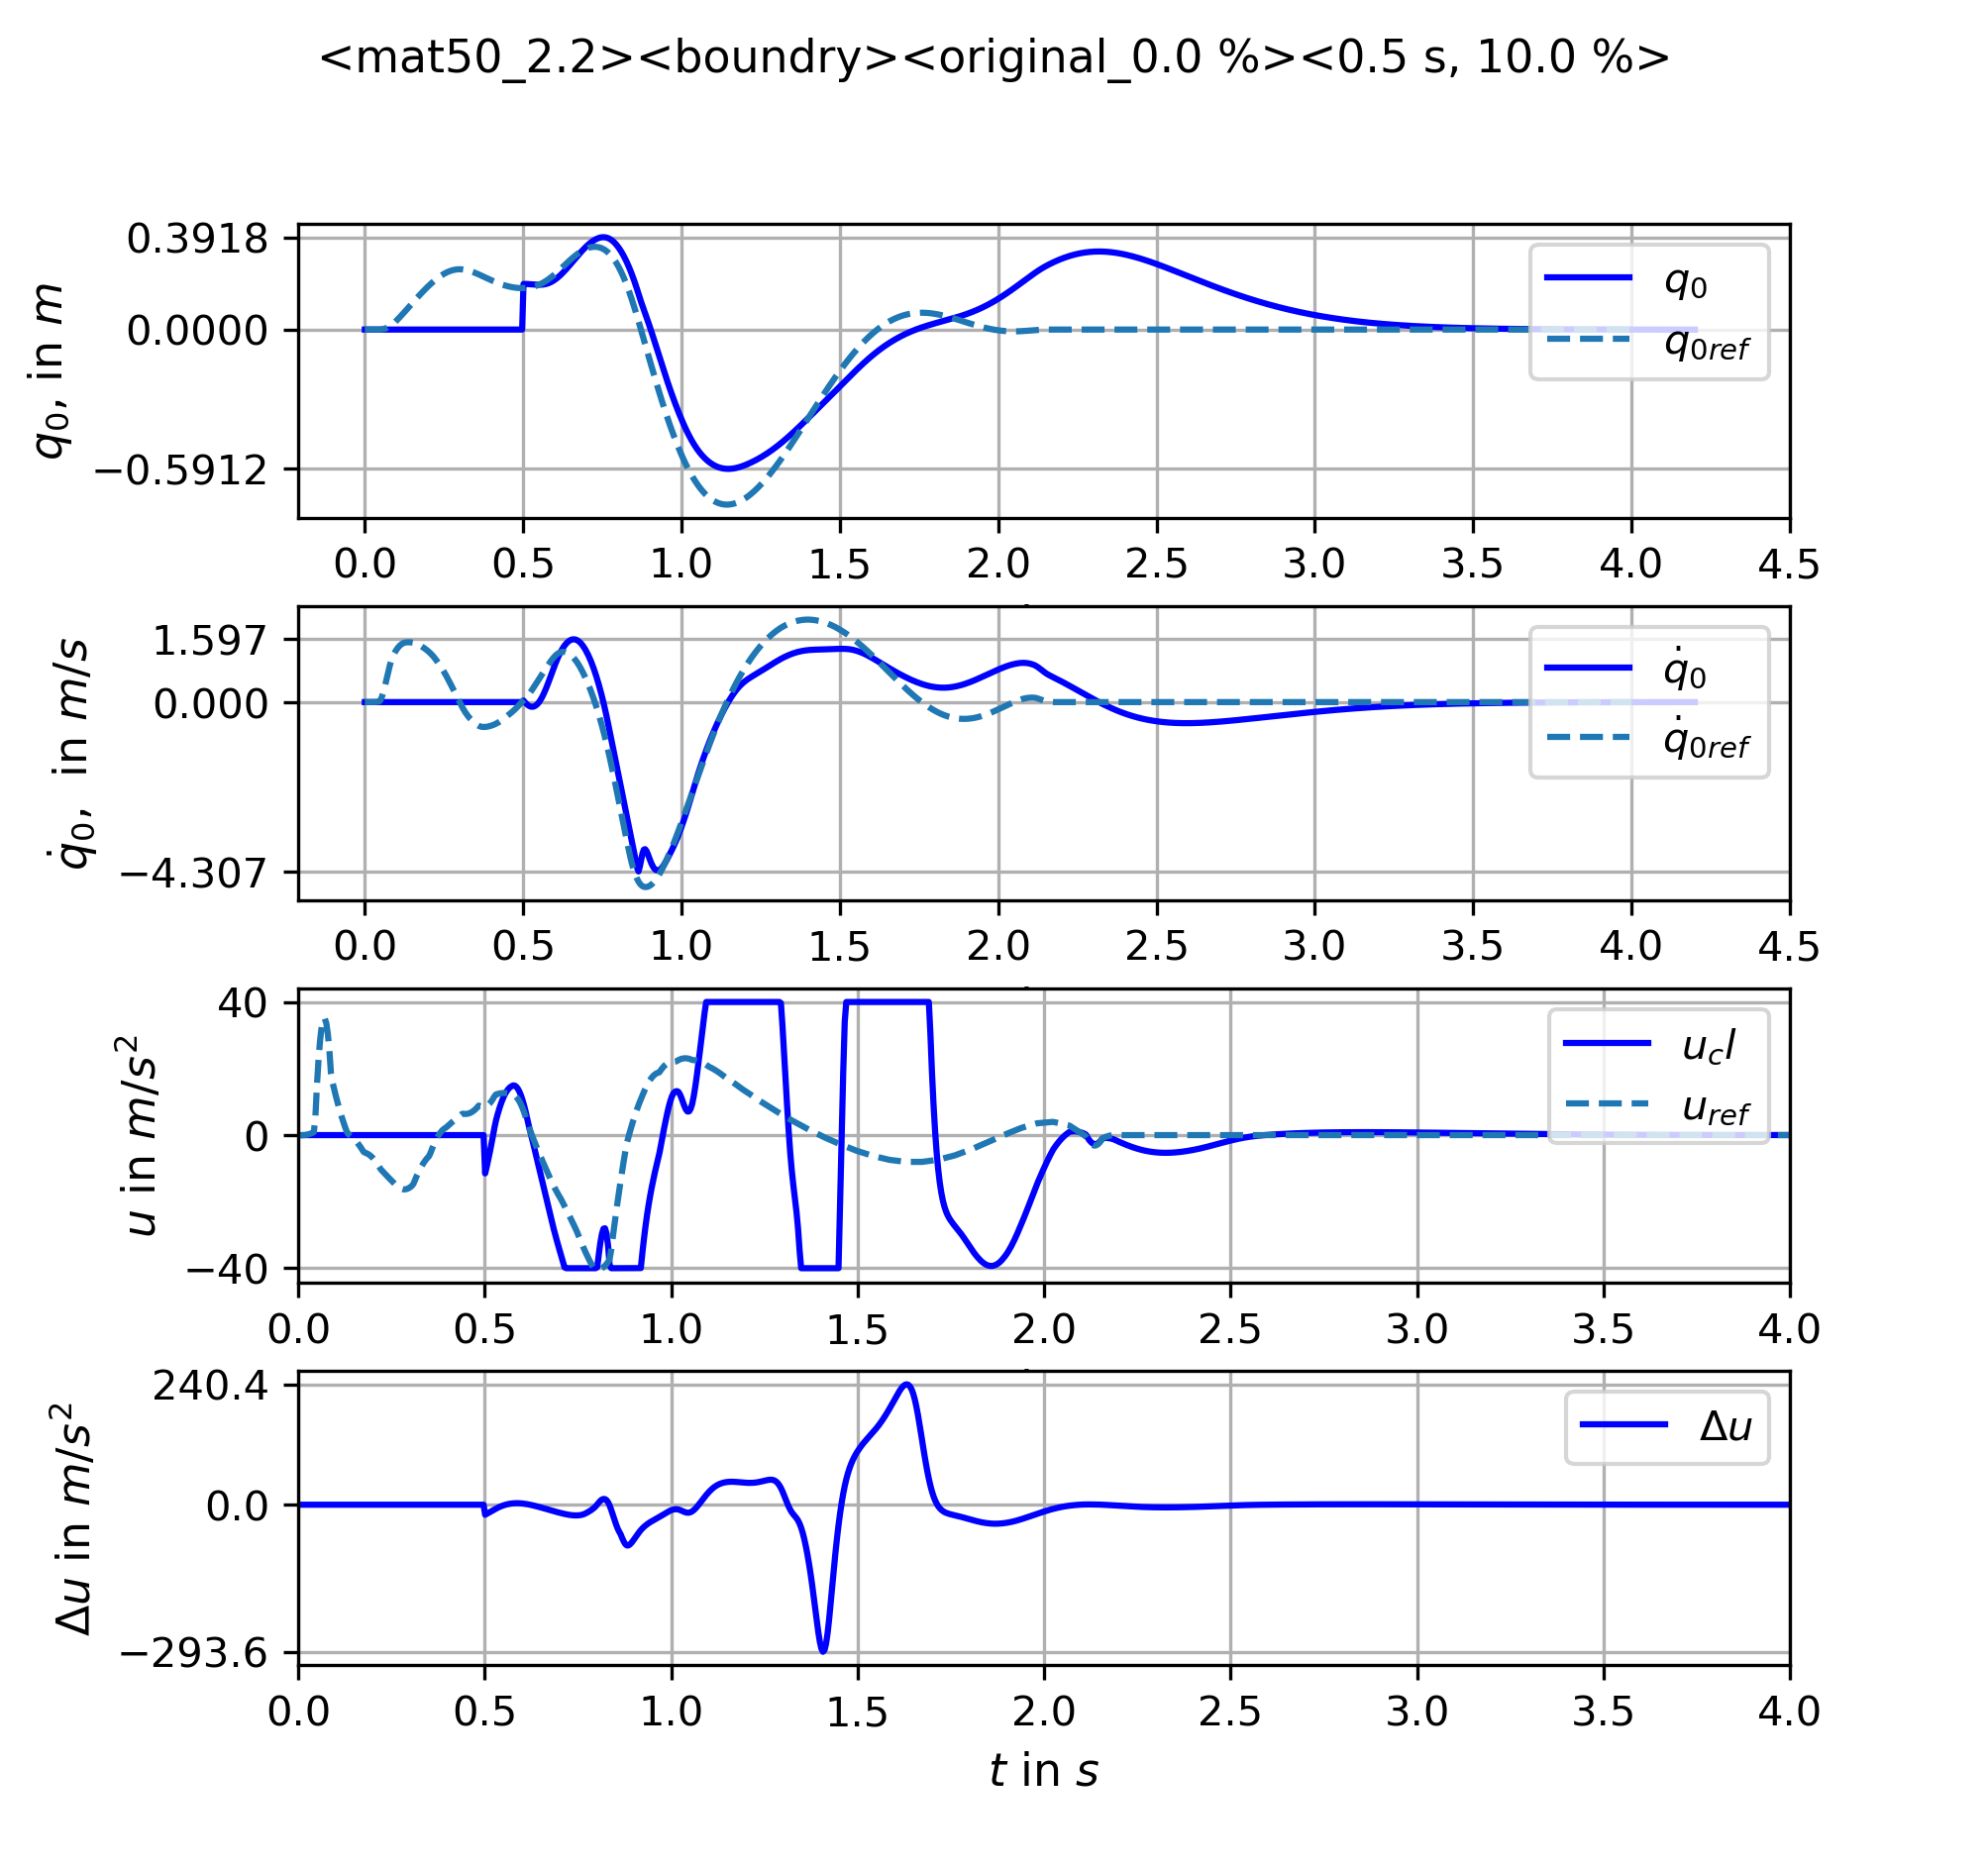 <mat50_2.2><boundry><original_0.0 %><0.5 s, 10.0 %>
q₀, in m
0.3918
0.0000
−0.5912
q₀
q₀ref
0.0 0.5 1.0 1.5 2.0 2.5 3.0 3.5 4.0 4.5
q̇₀, in m/s
1.597
0.000
−4.307
q̇₀
q̇₀ref
0.0 0.5 1.0 1.5 2.0 2.5 3.0 3.5 4.0 4.5
u in m/s²
40
0
−40
u_cl
u_ref
0.0 0.5 1.0 1.5 2.0 2.5 3.0 3.5 4.0
Δu in m/s²
240.4
0.0
−293.6
Δu
0.0 0.5 1.0 1.5 2.0 2.5 3.0 3.5 4.0
t in s